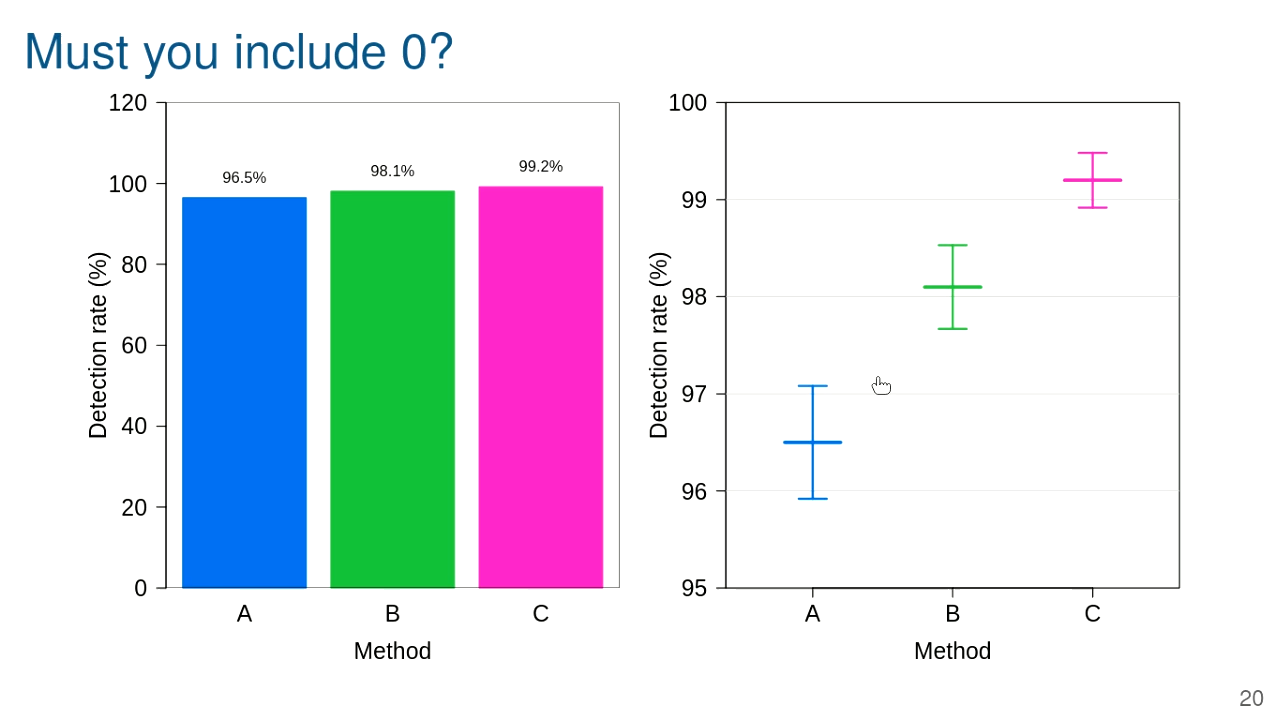 Must you include 0?
120
100
80
60
40
20
0
Detection rate (%)
96.5%
98.1%
99.2%
A B C
Method
100
99
98
97
96
95
Detection rate (%)
A B C
Method
20